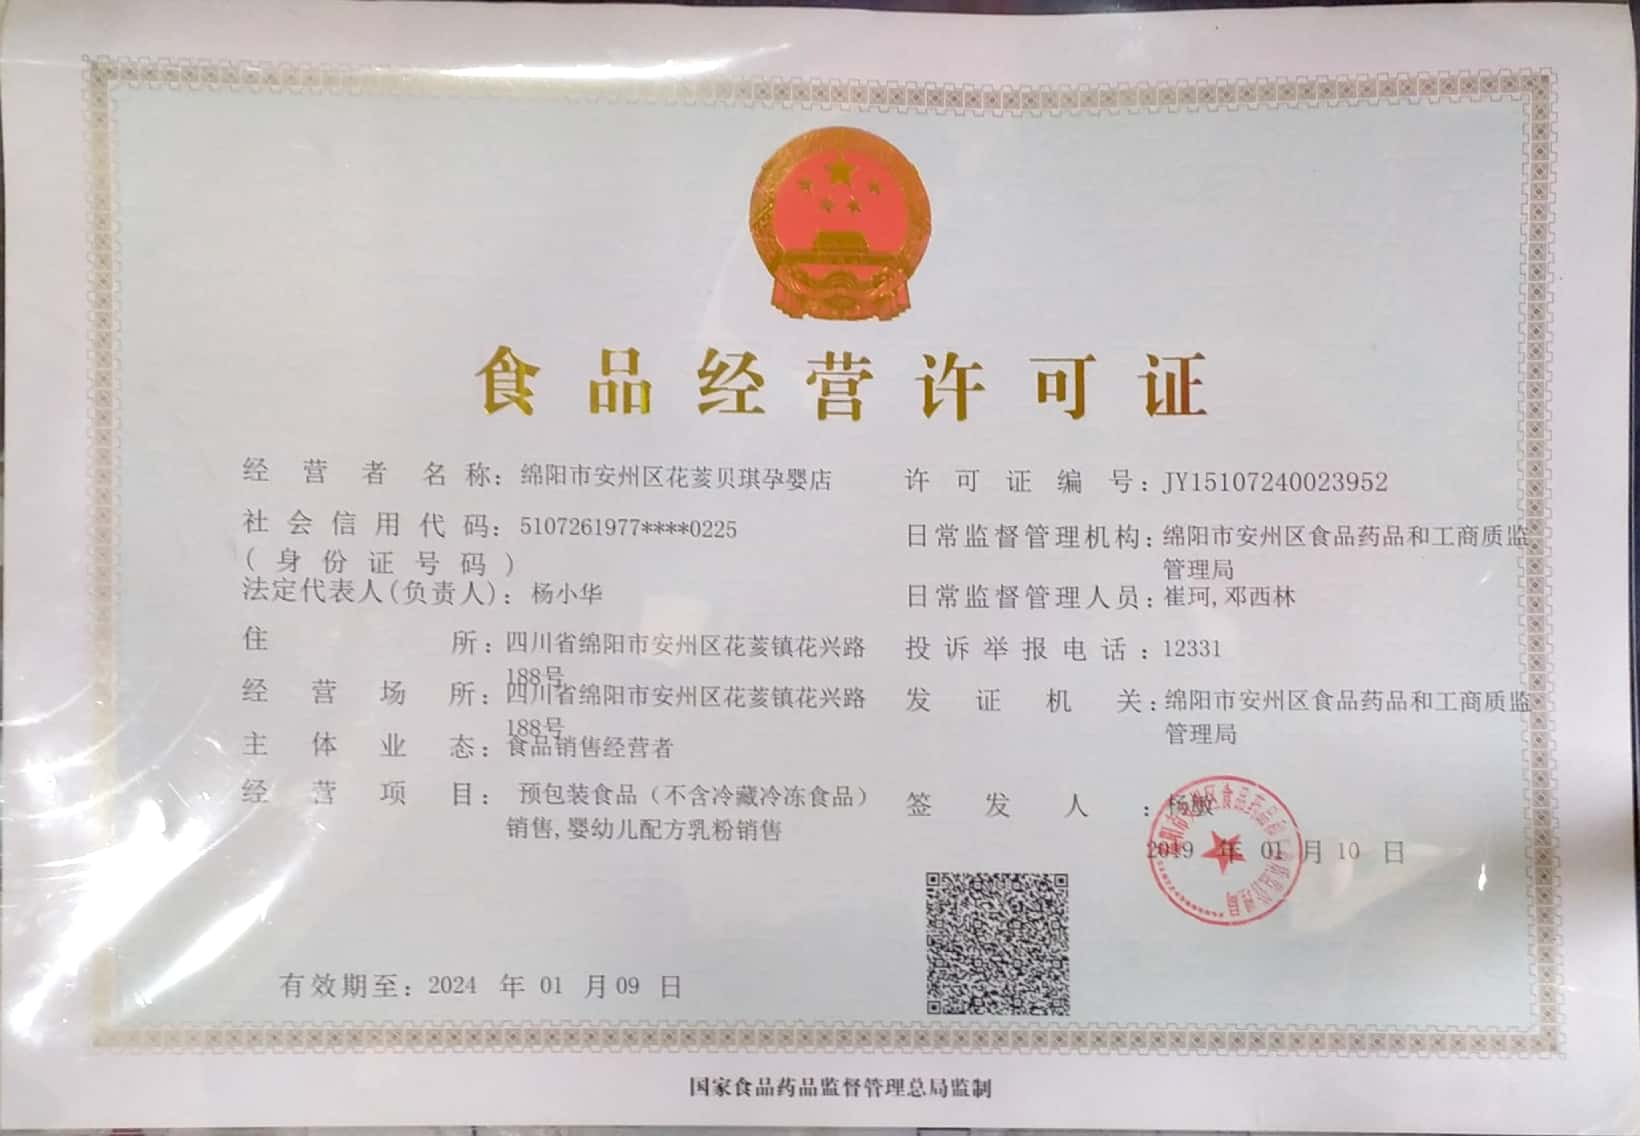 食品经营许可证
经营者名称：绵阳市安州区花荄贝琪孕婴店
社会信用代码：5107261977****0225
(身份证号码)
法定代表人(负责人)：杨小华
住所：四川省绵阳市安州区花荄镇花兴路
188号
经营场所：四川省绵阳市安州区花荄镇花兴路
188号
主体业态：食品销售经营者
经营项目：预包装食品（不含冷藏冷冻食品）
销售,婴幼儿配方乳粉销售
有效期至：2024 年 01 月 09 日
许可证编号：JY15107240023952
日常监督管理机构：绵阳市安州区食品药品和工商质监
管理局
日常监督管理人员：崔珂,邓西林
投诉举报电话：12331
发证机关：绵阳市安州区食品药品和工商质监
管理局
签发人：杨敏
2019 年 01 月 10 日
国家食品药品监督管理总局监制